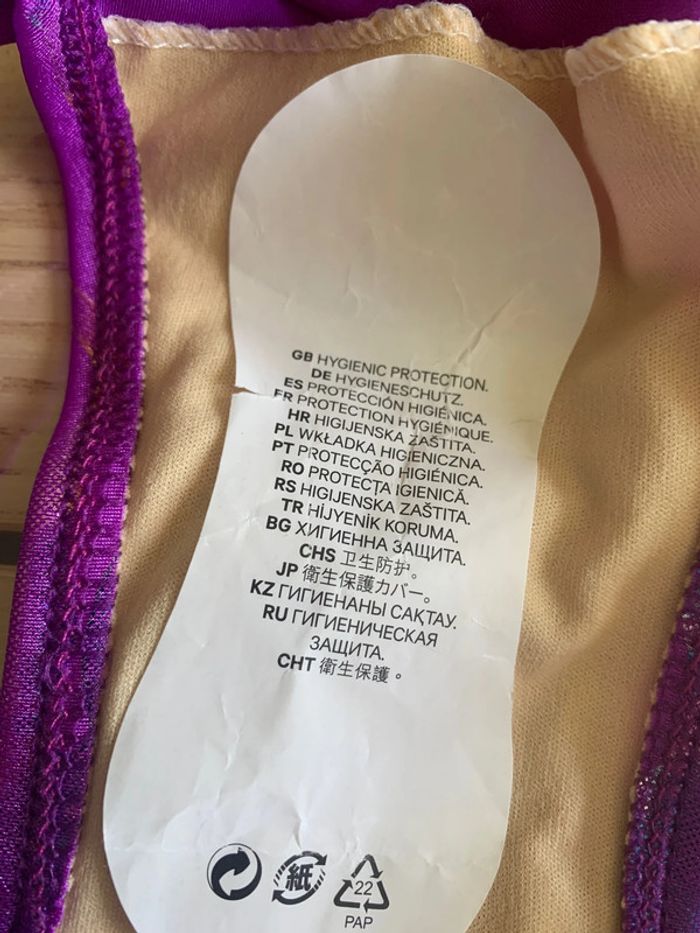 GB HYGIENIC PROTECTION.
DE HYGIENESCHUTZ.
ES PROTECCIÓN HIGIÉNICA.
FR PROTECTION HYGIÉNIQUE.
HR HIGIJENSKA ZAŠTITA.
PL WKŁADKA HIGIENICZNA.
PT PROTECÇÃO HIGIÉNICA.
RO PROTECȚA IGIENICĂ.
RS HIGIJENSKA ZAŠTITA.
TR HİJYENİK KORUMA.
BG ХИГИЕННА ЗАЩИТА.
CHS 卫生防护。
JP 衛生保護カバー。
KZ ГИГИЕНАНЫ САҚТАУ.
RU ГИГИЕНИЧЕСКАЯ
ЗАЩИТА.
CHT 衛生保護。
紙
22
PAP